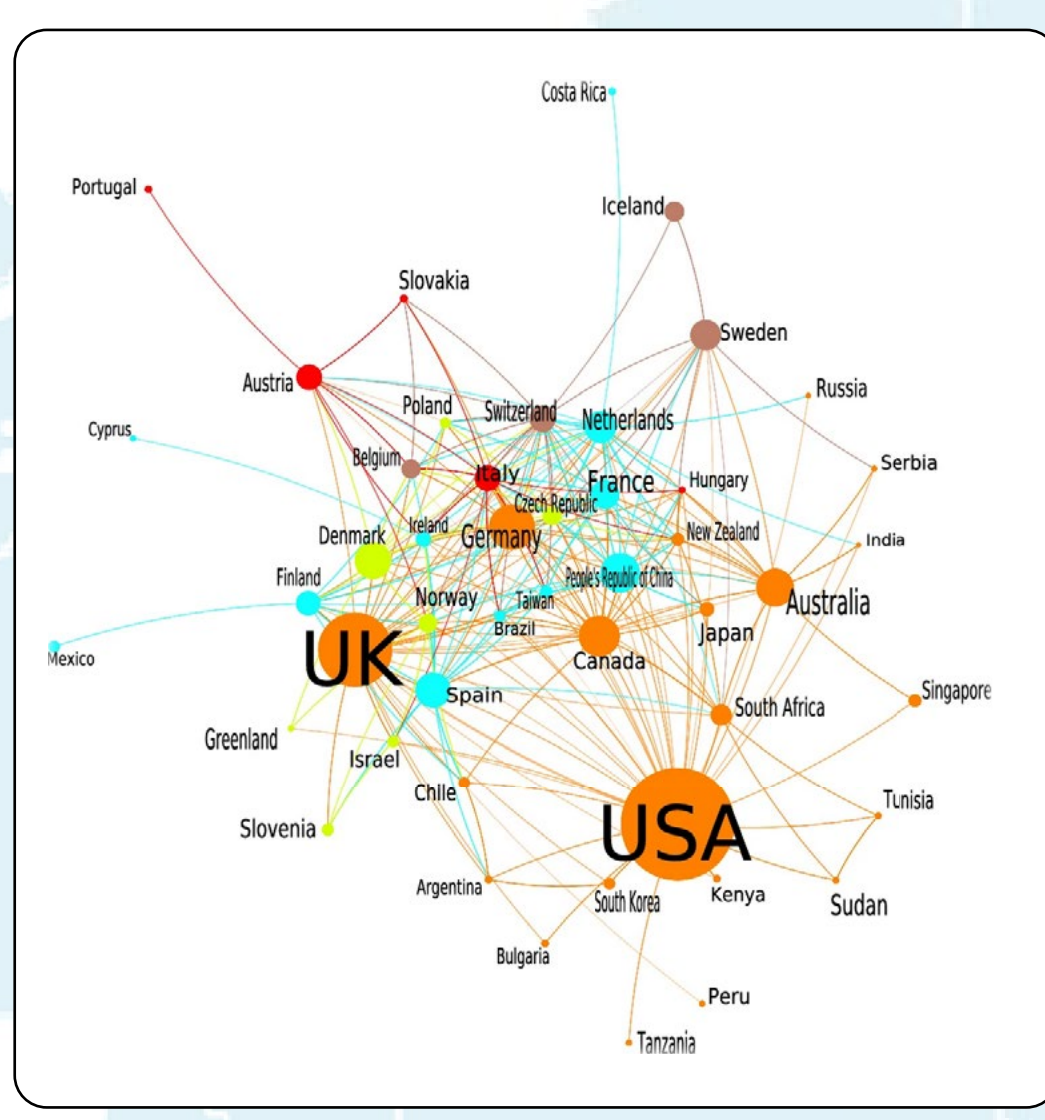 Costa Rica
Portugal
Iceland
Slovakia
Sweden
Austria
Russia
Poland
Switzerland
Netherlands
Cyprus
Belgium
Italy
Serbia
France
Hungary
Czech Republic
Ireland
Denmark
Germany
New Zealand
India
Finland
People's Republic of China
Norway
Taiwan
Australia
Brazil
Japan
UK
Mexico
Canada
Spain
Singapore
South Africa
Greenland
Israel
Chile
Slovenia
Tunisia
USA
Argentina
South Korea
Kenya
Sudan
Bulgaria
Peru
Tanzania